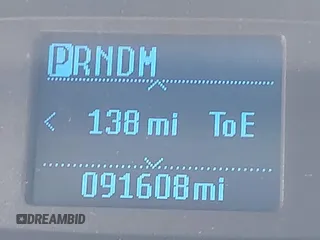 PRNDM
< 138 mi ToE
091608mi
DREAMBID